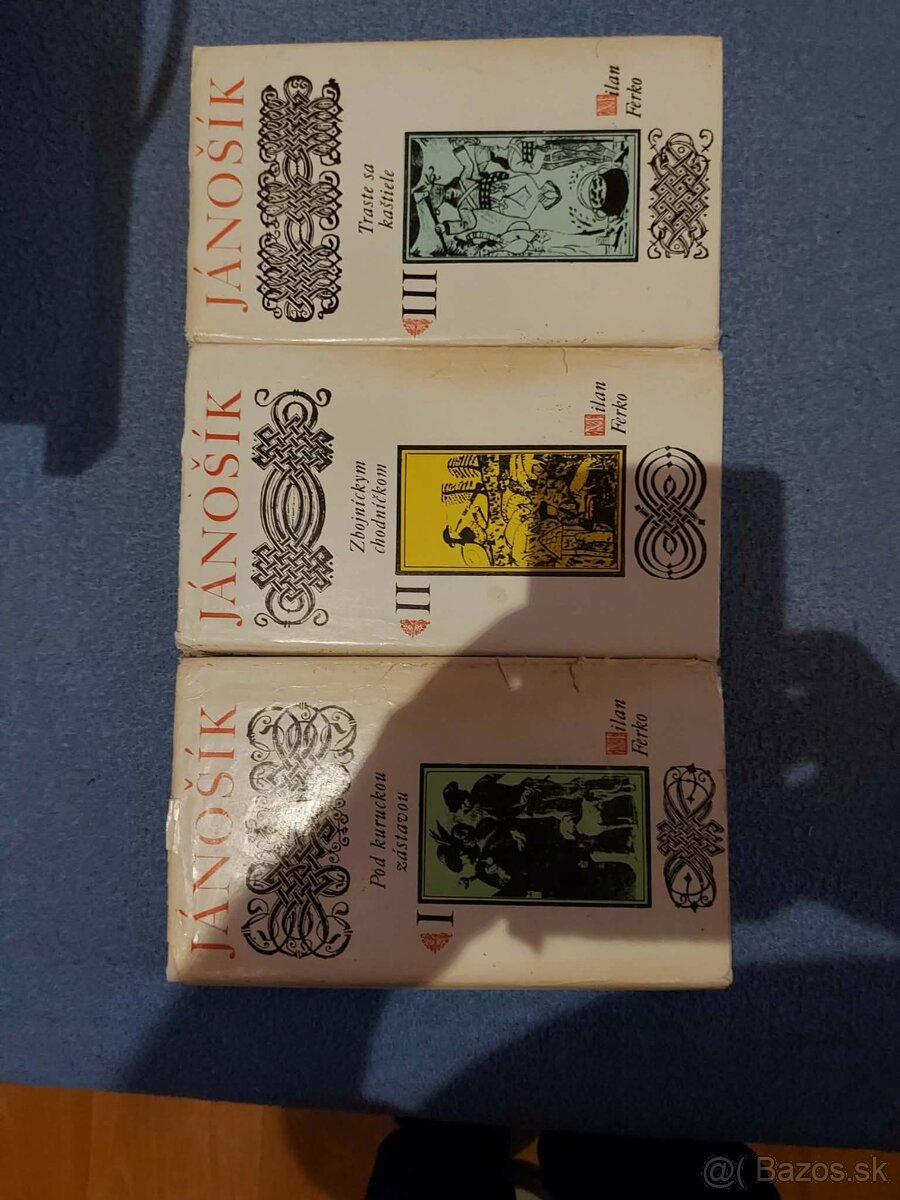 JÁNOŠÍK
Traste sa
kaštiele
III
Milan
Ferko
JÁNOŠÍK
Zbojníckym
chodníčkom
II
Milan
Ferko
JÁNOŠÍK
Pod kuruckou
zástavou
I
Milan
Ferko
@( Bazos.sk